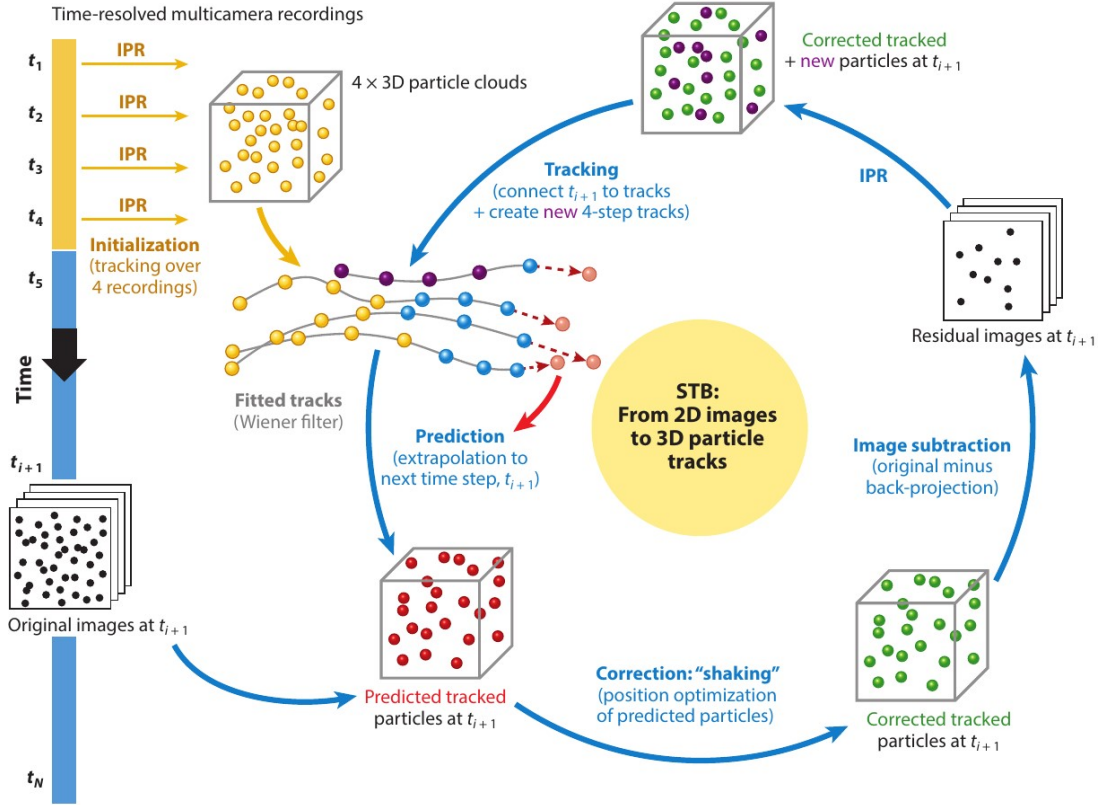 Time-resolved multicamera recordings
t1
IPR
t2
IPR
t3
IPR
t4
IPR
4 × 3D particle clouds
Initialization
(tracking over
4 recordings)
t5
Time
ti + 1
Original images at ti + 1
tN
Corrected tracked
+ new particles at ti + 1
Tracking
(connect ti + 1 to tracks
+ create new 4-step tracks)
IPR
Residual images at ti + 1
Fitted tracks
(Wiener filter)
Prediction
(extrapolation to
next time step, ti + 1)
STB:
From 2D images
to 3D particle
tracks
Image subtraction
(original minus
back-projection)
Predicted tracked
particles at ti + 1
Correction: “shaking”
(position optimization
of predicted particles)
Corrected tracked
particles at ti + 1